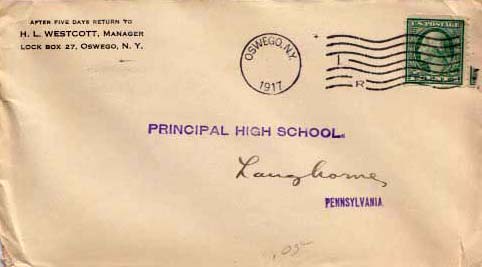 AFTER FIVE DAYS RETURN TO
H. L. WESTCOTT, MANAGER
LOCK BOX 27, OSWEGO, N. Y.
OSWEGO, N.Y.
1917
I
R
U.S. POSTAGE
PRINCIPAL HIGH SCHOOL.
Langhorne,
PENNSYLVANIA
.05